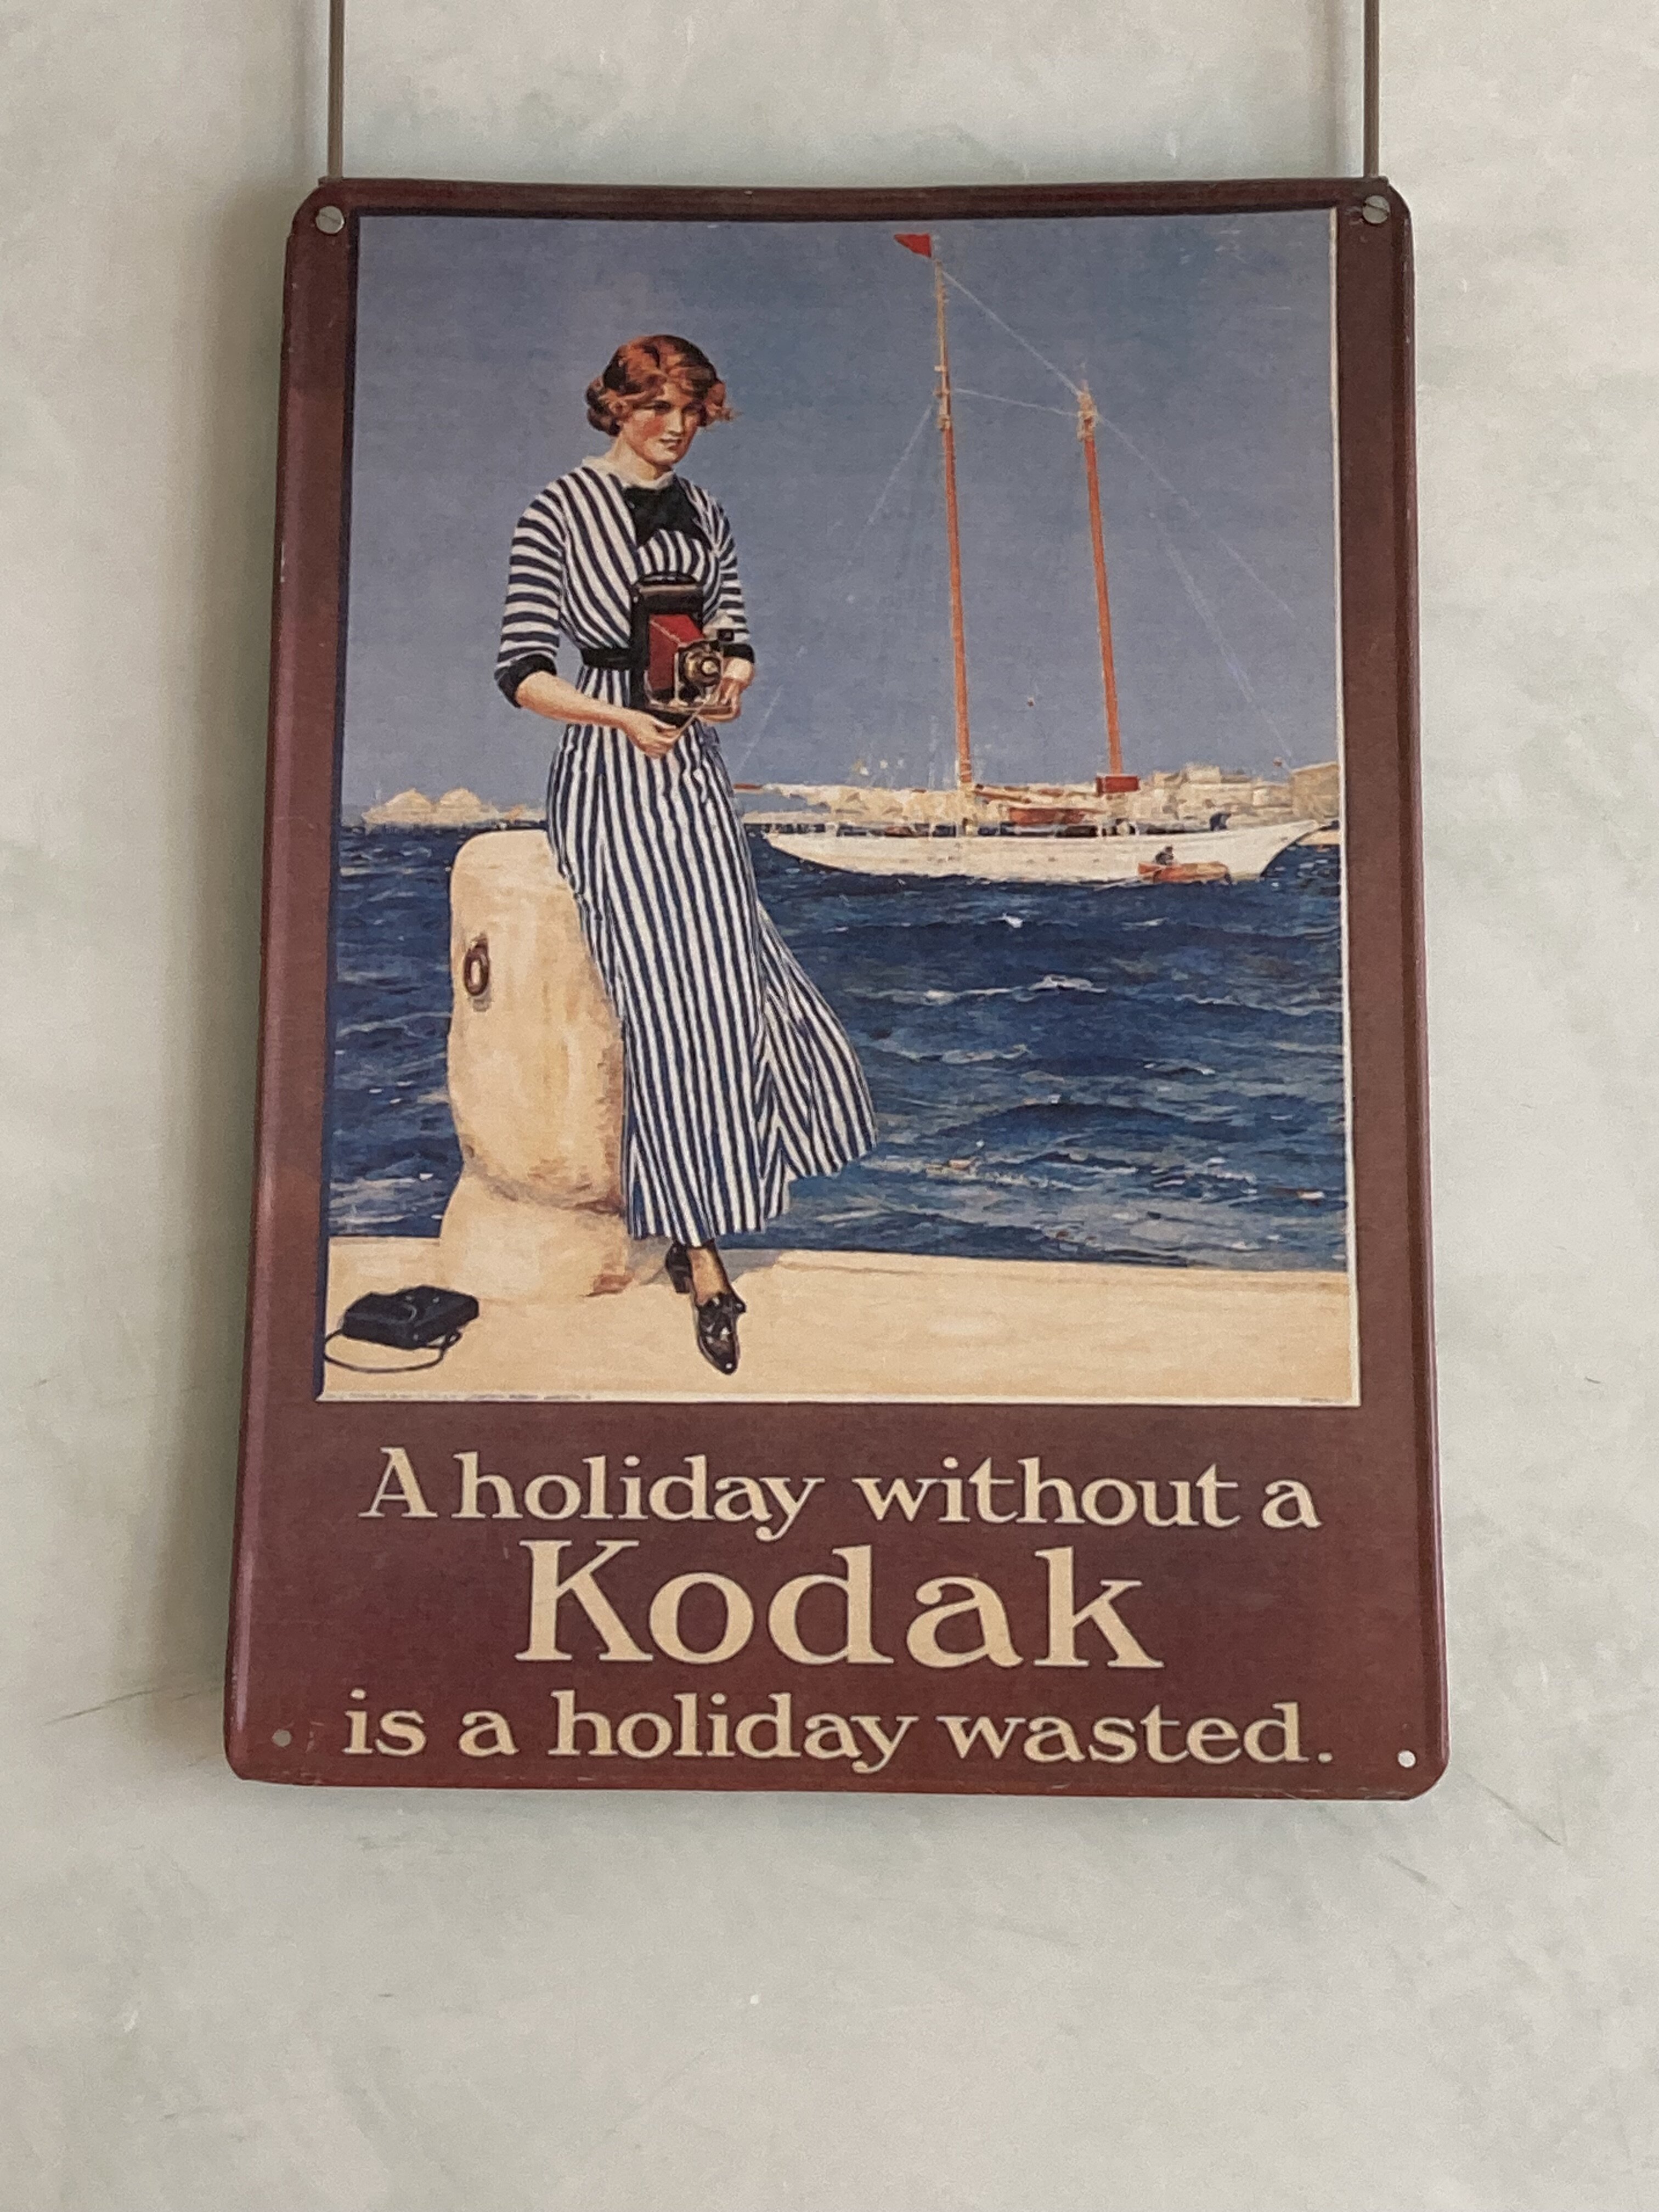 A holiday without a
Kodak
is a holiday wasted.